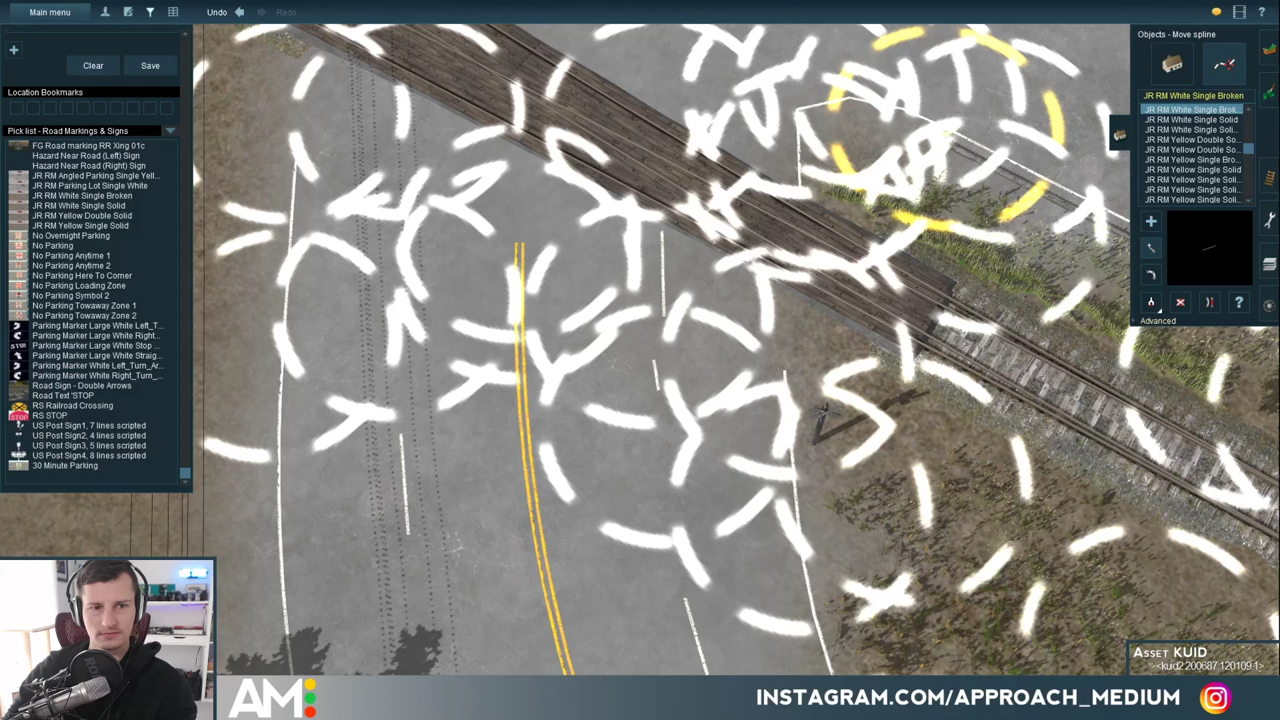 Main menu
Undo
Redo
Objects - Move spline
Clear
Save
Location Bookmarks
Pick list - Road Markings & Signs
FG Road marking RR Xing 01c
Hazard Near Road (Left) Sign
Hazard Near Road (Right) Sign
JR RM Angled Parking Single Yell...
JR RM Parking Lot Single White
JR RM White Single Broken
JR RM White Single Solid
JR RM Yellow Double Solid
JR RM Yellow Single Solid
No Overnight Parking
No Parking
No Parking Anytime 1
No Parking Anytime 2
No Parking Here To Corner
No Parking Loading Zone
No Parking Symbol 2
No Parking Towaway Zone 1
No Parking Towaway Zone 2
Parking Marker Large White Left_T...
Parking Marker Large White Right...
Parking Marker Large White Stop ...
Parking Marker Large White Straig...
Parking Marker White Left_Turn_Ar...
Parking Marker White Right_Turn_...
Road Sign - Double Arrows
Road Text 'STOP'
RS Railroad Crossing
RS STOP
US Post Sign1, 7 lines scripted
US Post Sign2, 4 lines scripted
US Post Sign3, 5 lines scripted
US Post Sign4, 8 lines scripted
30 Minute Parking
JR RM White Single Broken
JR RM White Single Brok...
JR RM White Single Solid
JR RM White Single Soli...
JR RM Yellow Double So...
JR RM Yellow Double So...
JR RM Yellow Single Bro...
JR RM Yellow Single Solid
JR RM Yellow Single Soli...
JR RM Yellow Single Soli...
JR RM Yellow Single Soli...
Advanced
ASSET KUID
<kuid2:200687:120109:1>
AM
INSTAGRAM.COM/APPROACH_MEDIUM